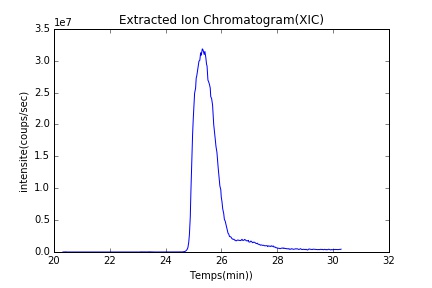 Extracted Ion Chromatogram(XIC)
1e7
3.5
3.0
2.5
2.0
1.5
1.0
0.5
0.0
intensite(coups/sec)
20 22 24 26 28 30 32
Temps(min))